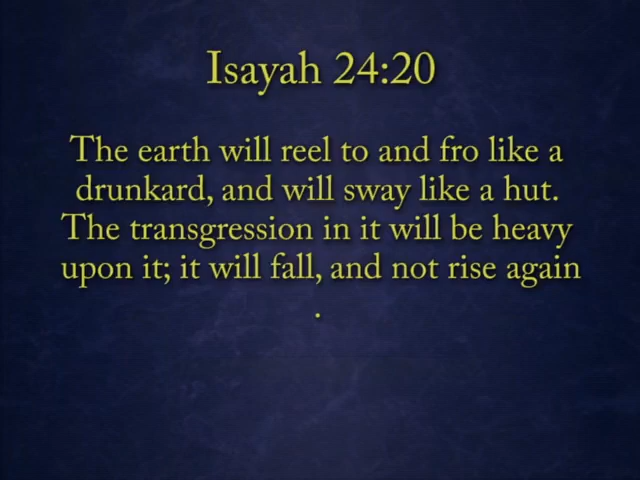 Isayah 24:20
The earth will reel to and fro like a
drunkard, and will sway like a hut.
The transgression in it will be heavy
upon it; it will fall, and not rise again
.